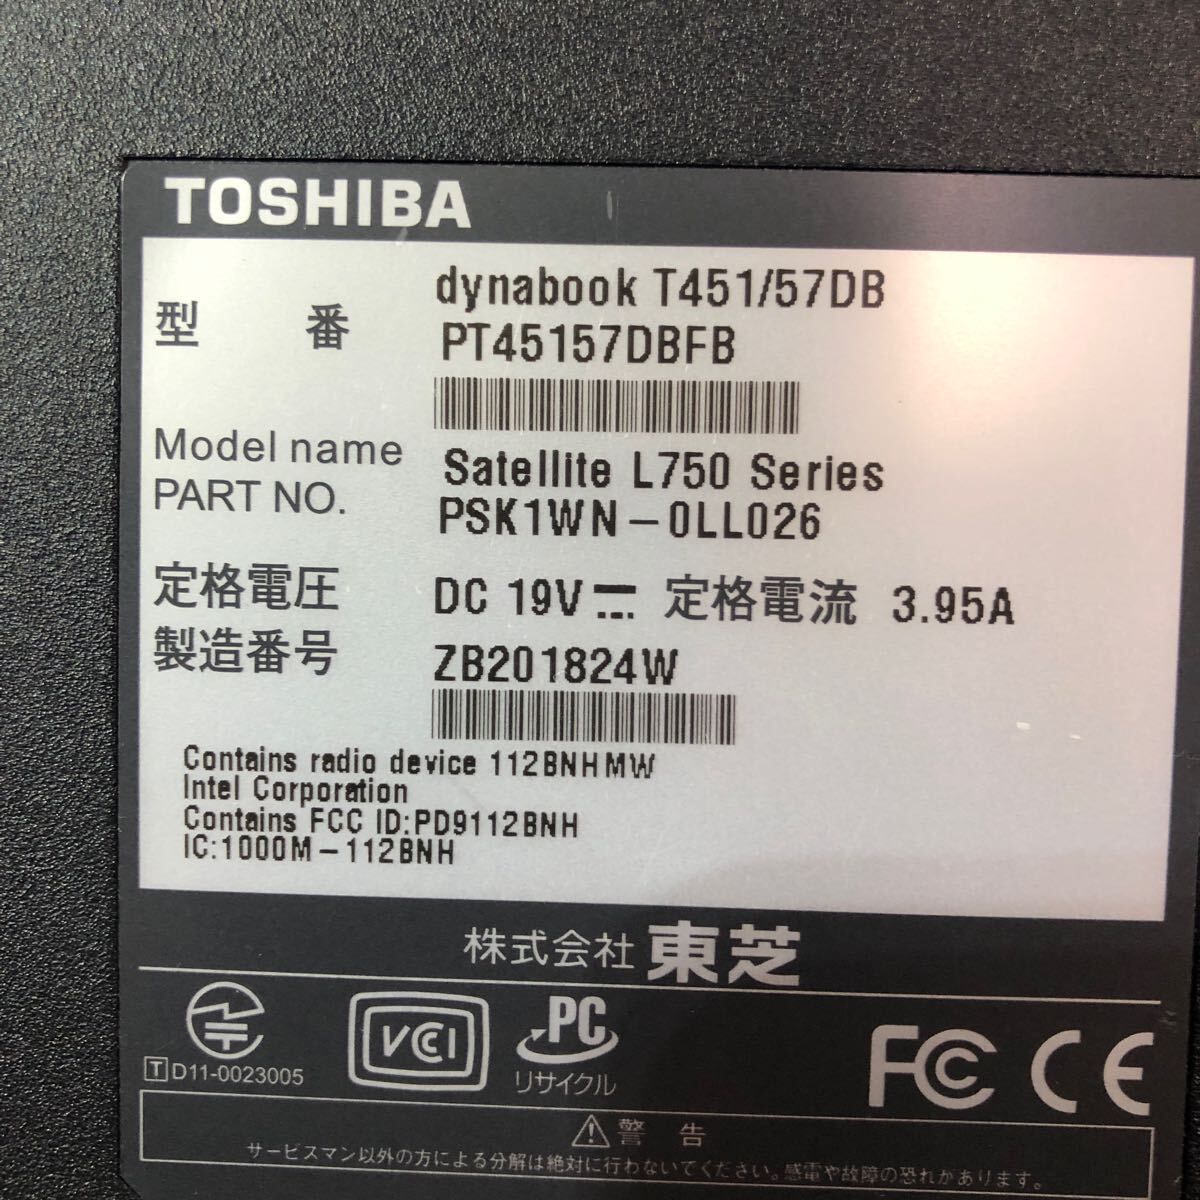 TOSHIBA
型 番 dynabook T451/57DB
PT45157DBFB
Model name Satellite L750 Series
PART NO. PSK1WN-0LL026
定格電圧 DC 19V 定格電流 3.95A
製造番号 ZB201824W
Contains radio device 112BNHMW
Intel Corporation
Contains FCC ID:PD9112BNH
IC:1000M-112BNH
株式会社 東芝
T D11-0023005
VCCI
PC
リサイクル
FC CE
警 告
サービスマン以外の方による分解は絶対に行わないでください。感電や故障の恐れがあります。